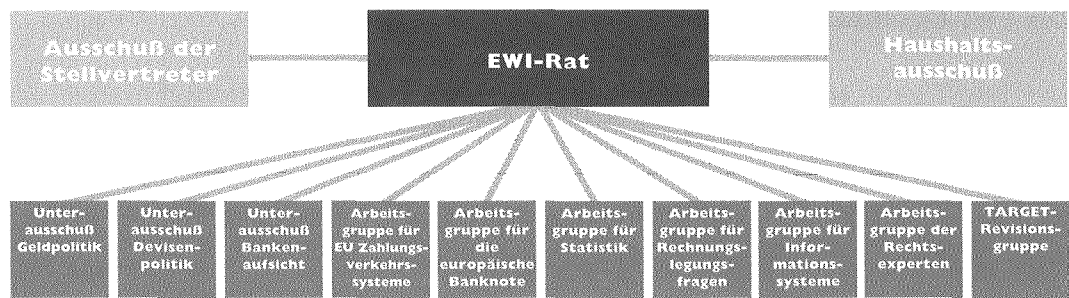 Ausschuß der
Stellvertreter
EWI-Rat
Haushalts-
ausschuß
Unter-
ausschuß
Geldpolitik
Unter-
ausschuß
Devisen-
politik
Unter-
ausschuß
Banken-
aufsicht
Arbeits-
gruppe für
EU Zahlungs-
verkehrs-
systeme
Arbeits-
gruppe für
die
europäische
Banknote
Arbeits-
gruppe für
Statistik
Arbeits-
gruppe für
Rechnungs-
legungs-
fragen
Arbeits-
gruppe für
Infor-
mations-
systeme
Arbeits-
gruppe der
Rechts-
experten
TARGET-
Revisions-
gruppe